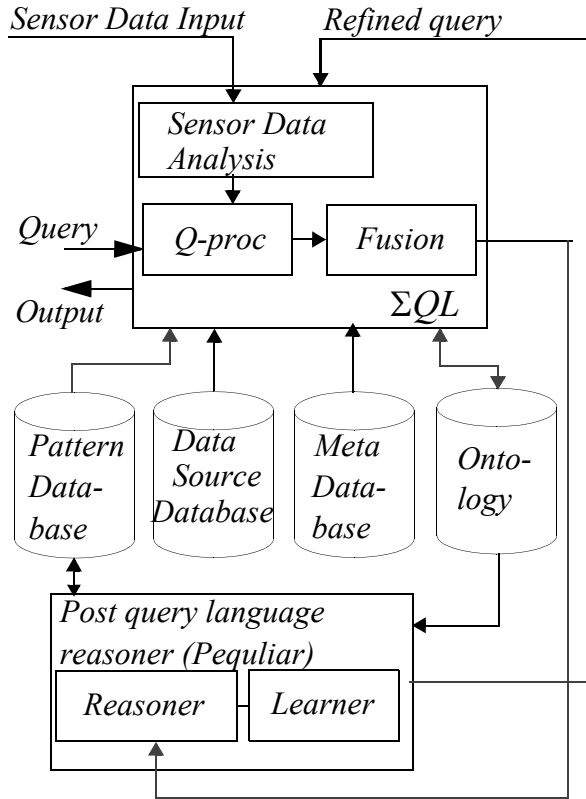 Sensor Data Input
Refined query
Sensor Data
Analysis
Query
Q-proc
Fusion
Output
ΣQL
Pattern
Data-
base
Data
Source
Database
Meta
Data-
base
Onto-
logy
Post query language
reasoner (Pequliar)
Reasoner
Learner